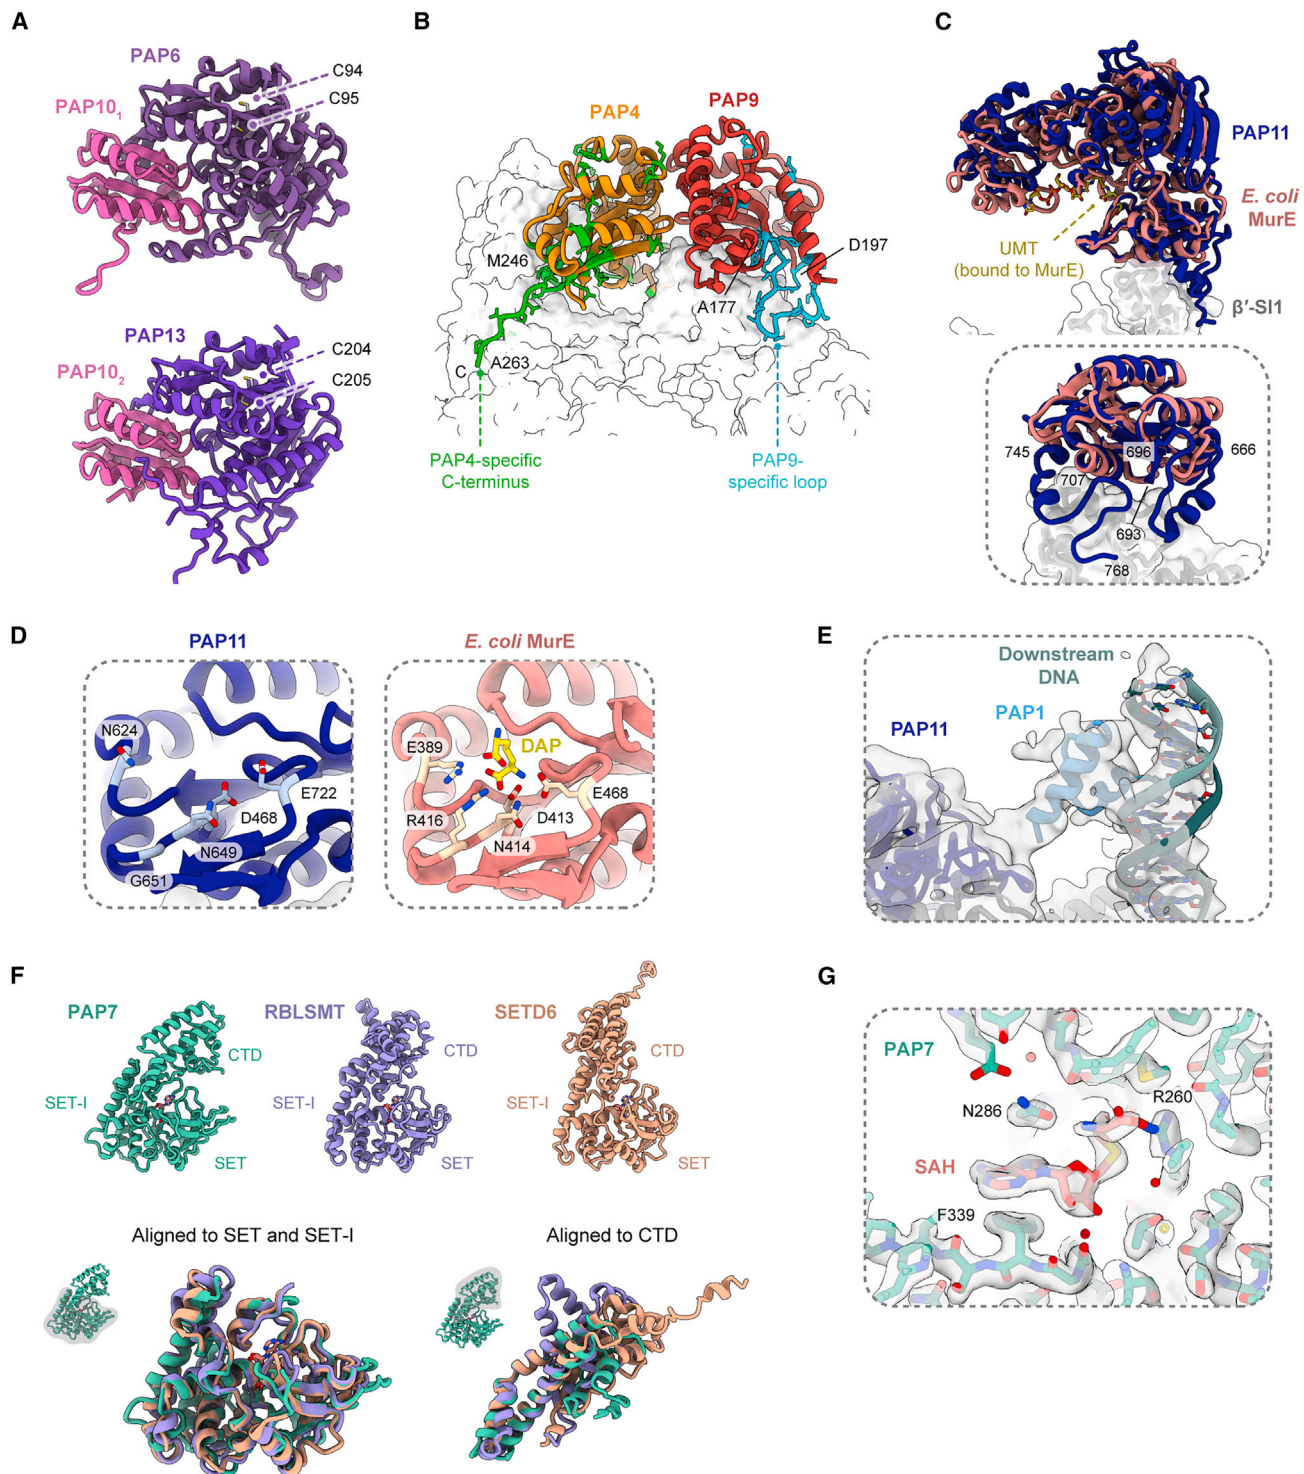 A
PAP6
C94
C95
PAP10₁
PAP13
C204
C205
PAP10₂
B
PAP4
PAP9
M246
D197
A177
C
A263
PAP4-specific
C-terminus
PAP9-
specific loop
C
PAP11
E. coli
MurE
UMT
(bound to MurE)
β′-SI1
745
696
666
707
693
768
D
PAP11
N624
E722
D468
N649
G651
E. coli MurE
E389
DAP
E468
R416
D413
N414
E
Downstream
DNA
PAP1
PAP11
F
PAP7
CTD
SET-I
SET
RBLSMT
CTD
SET-I
SET
SETD6
CTD
SET-I
SET
Aligned to SET and SET-I
Aligned to CTD
G
PAP7
R260
N286
SAH
F339